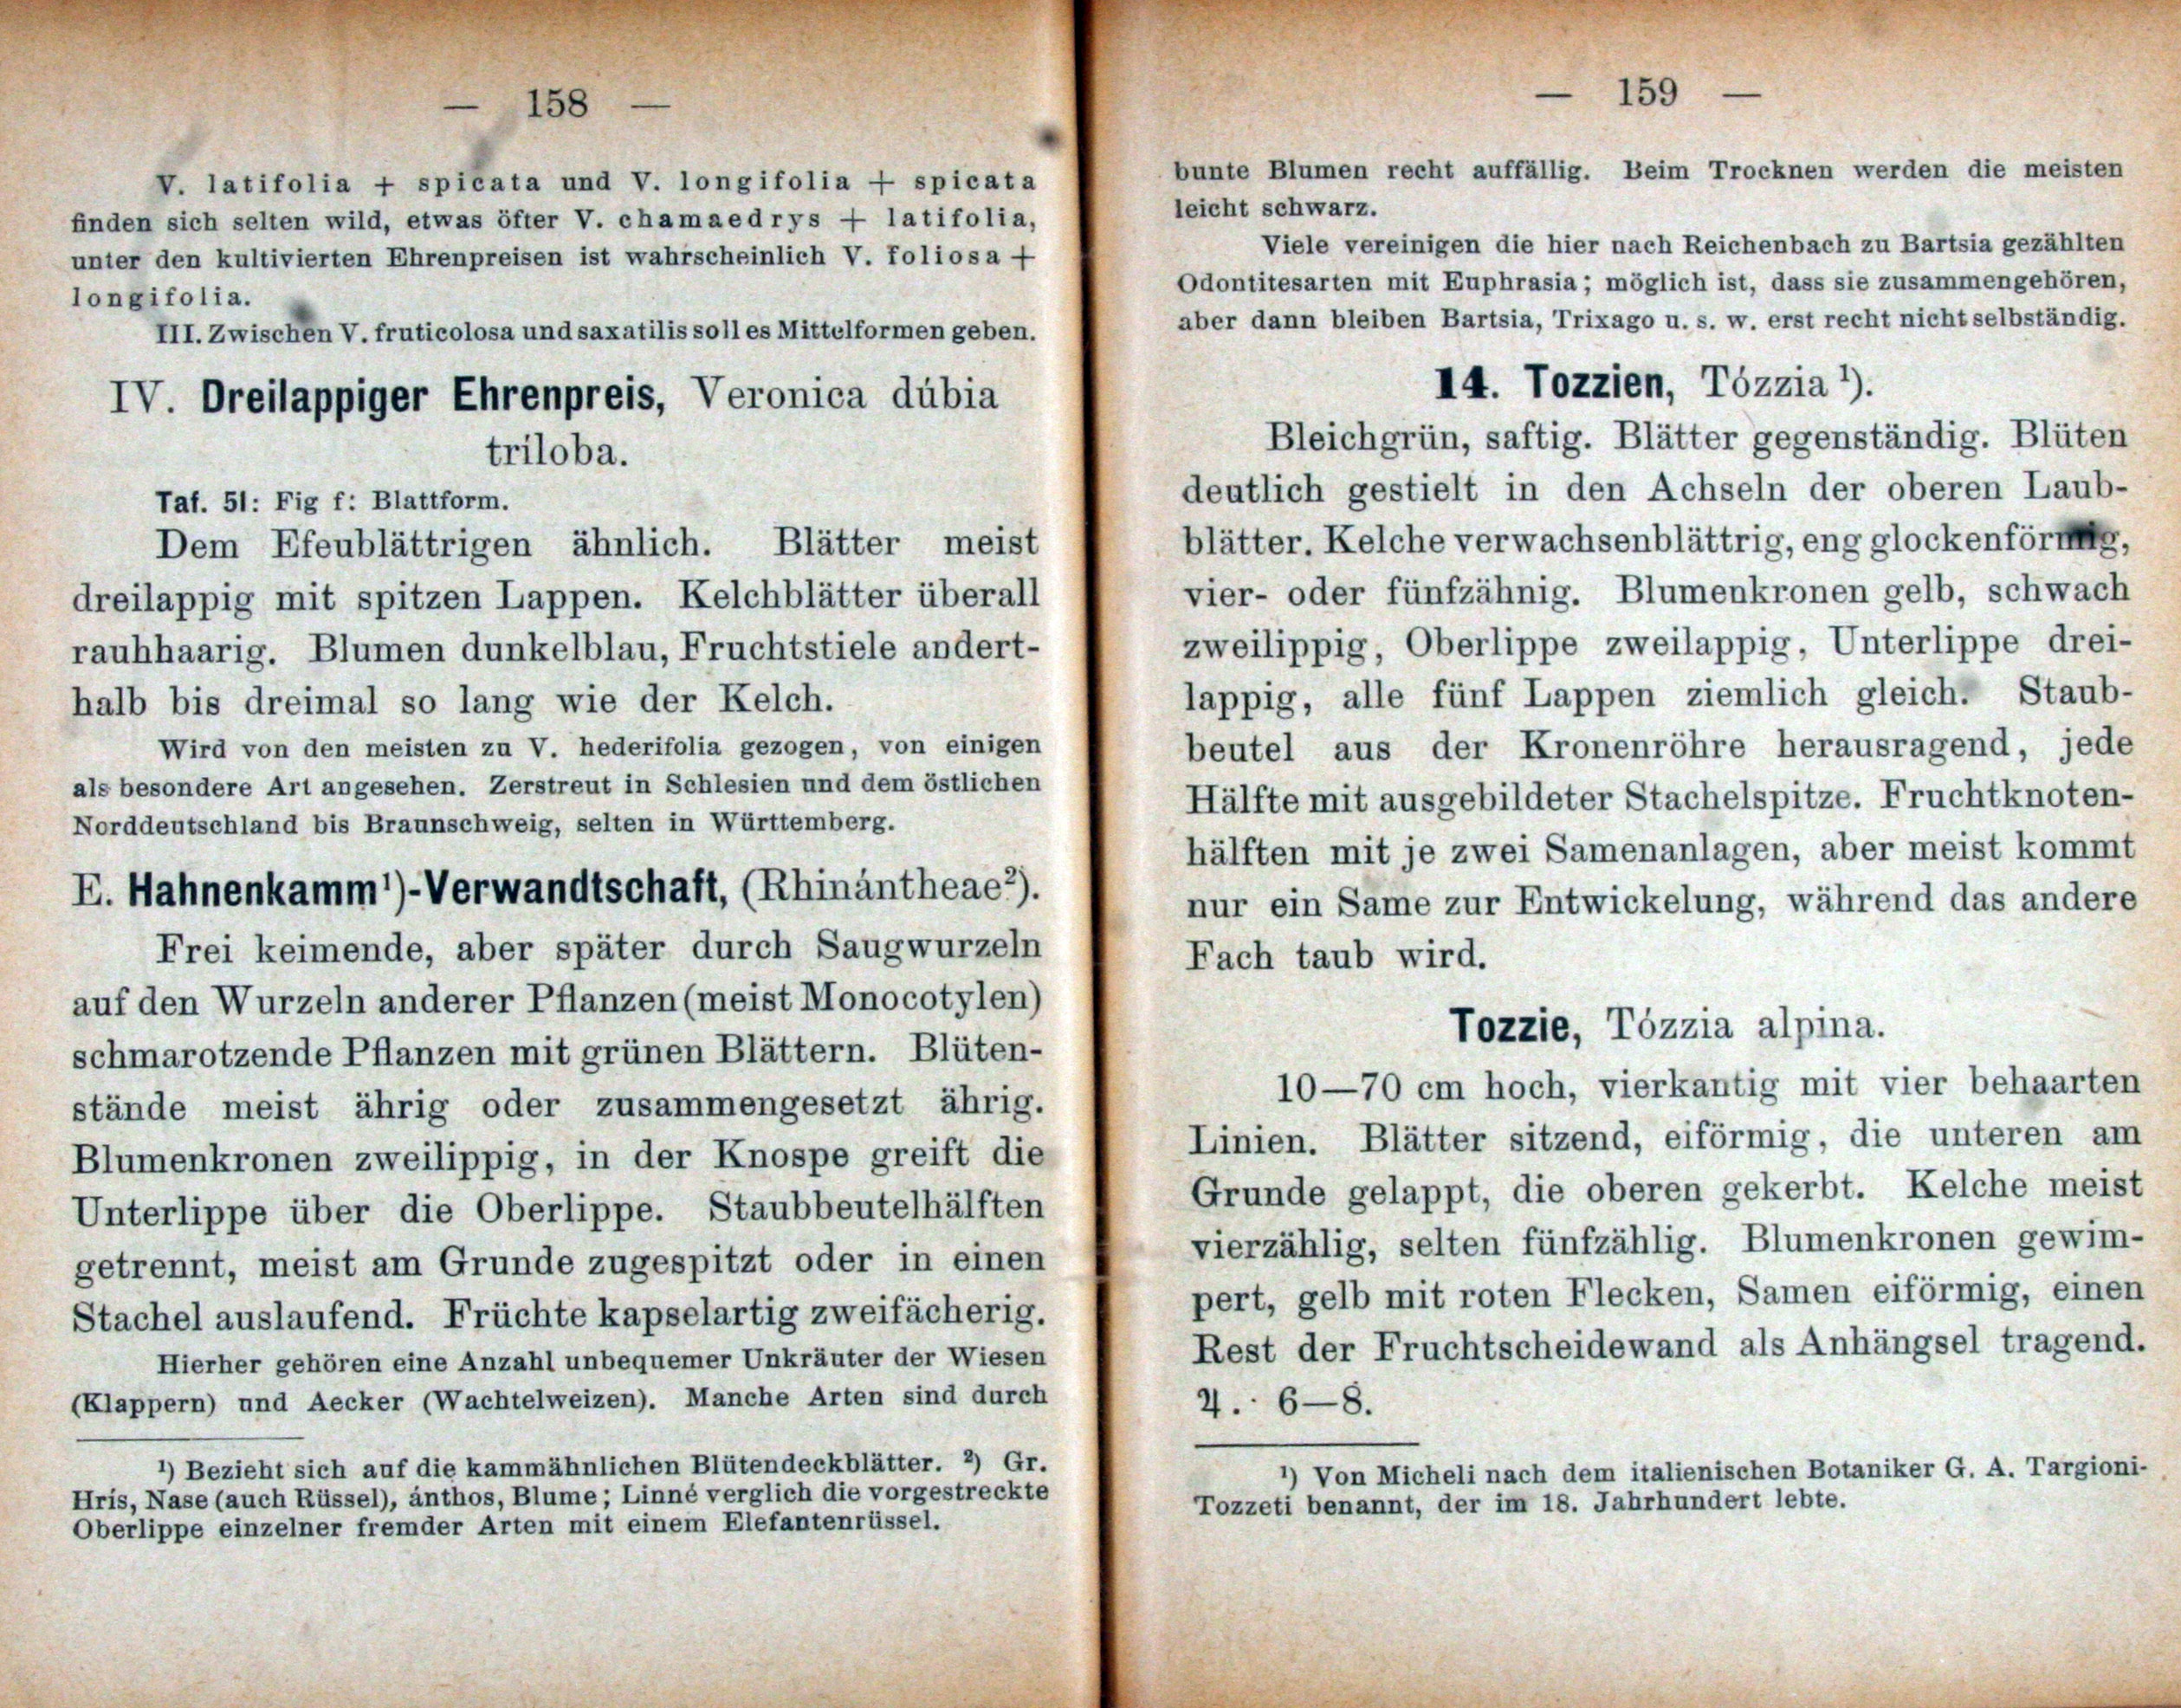 — 158 —
V. latifolia + spicata und V. longifolia + spicata
finden sich selten wild, etwas öfter V. chamaedrys + latifolia,
unter den kultivierten Ehrenpreisen ist wahrscheinlich V. foliosa +
longifolia.
III. Zwischen V. fruticolosa und saxatilis soll es Mittelformen geben.
IV. Dreilappiger Ehrenpreis, Veronica dúbia
triloba.
Taf. 51: Fig f: Blattform.
Dem Efeublättrigen ähnlich. Blätter meist
dreilappig mit spitzen Lappen. Kelchblätter überall
rauhhaarig. Blumen dunkelblau, Fruchtstiele andert-
halb bis dreimal so lang wie der Kelch.
Wird von den meisten zu V. hederifolia gezogen, von einigen
als besondere Art angesehen. Zerstreut in Schlesien und dem östlichen
Norddeutschland bis Braunschweig, selten in Württemberg.
E. Hahnenkamm¹)-Verwandtschaft, (Rhinántheae²).
Frei keimende, aber später durch Saugwurzeln
auf den Wurzeln anderer Pflanzen (meist Monocotylen)
schmarotzende Pflanzen mit grünen Blättern. Blüten-
stände meist ährig oder zusammengesetzt ährig.
Blumenkronen zweilippig, in der Knospe greift die
Unterlippe über die Oberlippe. Staubbeutelhälften
getrennt, meist am Grunde zugespitzt oder in einen
Stachel auslaufend. Früchte kapselartig zweifächerig.
Hierher gehören eine Anzahl unbequemer Unkräuter der Wiesen
(Klappern) und Aecker (Wachtelweizen). Manche Arten sind durch
¹) Bezieht sich auf die kammähnlichen Blütendeckblätter. ²) Gr.
Hris, Nase (auch Rüssel), ánthos, Blume; Linné verglich die vorgestreckte
Oberlippe einzelner fremder Arten mit einem Elefantenrüssel.
— 159 —
bunte Blumen recht auffällig. Beim Trocknen werden die meisten
leicht schwarz.
Viele vereinigen die hier nach Reichenbach zu Bartsia gezählten
Odontitesarten mit Euphrasia; möglich ist, dass sie zusammengehören,
aber dann bleiben Bartsia, Trixago u. s. w. erst recht nicht selbständig.
14. Tozzien, Tózzia¹).
Bleichgrün, saftig. Blätter gegenständig. Blüten
deutlich gestielt in den Achseln der oberen Laub-
blätter. Kelche verwachsenblättrig, eng glockenförmig,
vier- oder fünfzähnig. Blumenkronen gelb, schwach
zweilippig, Oberlippe zweilappig, Unterlippe drei-
lappig, alle fünf Lappen ziemlich gleich. Staub-
beutel aus der Kronenröhre herausragend, jede
Hälfte mit ausgebildeter Stachelspitze. Fruchtknoten-
hälften mit je zwei Samenanlagen, aber meist kommt
nur ein Same zur Entwickelung, während das andere
Fach taub wird.
Tozzie, Tózzia alpina.
10—70 cm hoch, vierkantig mit vier behaarten
Linien. Blätter sitzend, eiförmig, die unteren am
Grunde gelappt, die oberen gekerbt. Kelche meist
vierzählig, selten fünfzählig. Blumenkronen gewim-
pert, gelb mit roten Flecken, Samen eiförmig, einen
Rest der Fruchtscheidewand als Anhängsel tragend.
♃. 6—8.
¹) Von Micheli nach dem italienischen Botaniker G. A. Targioni-
Tozzeti benannt, der im 18. Jahrhundert lebte.